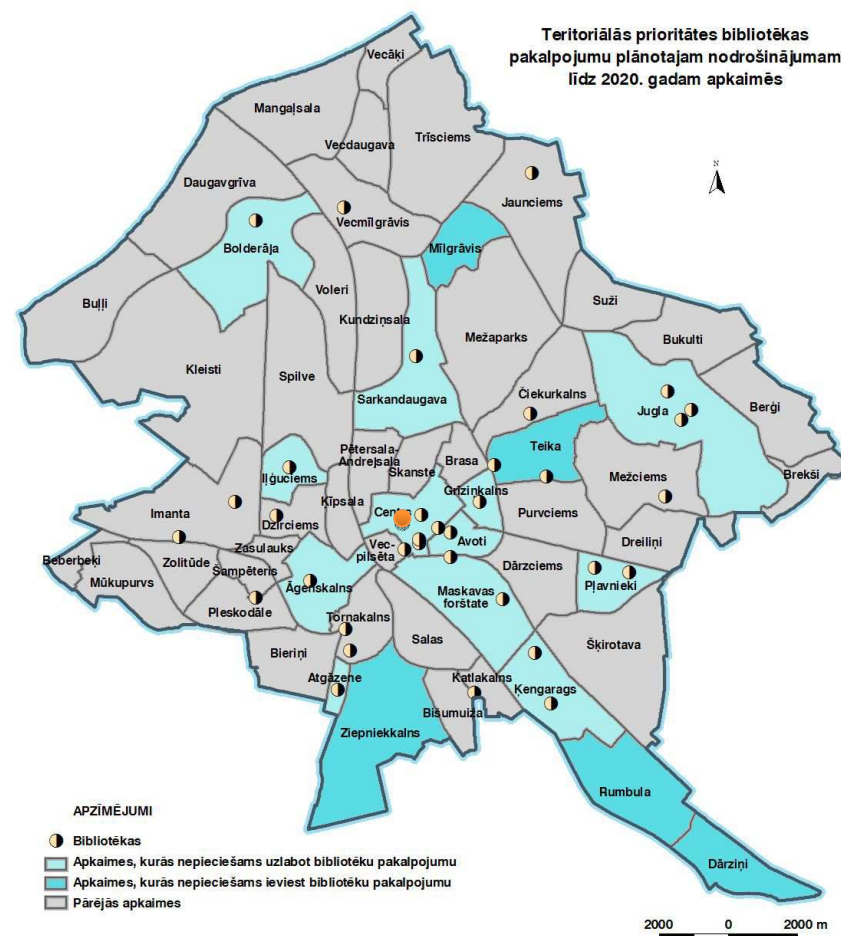 Teritoriālās prioritātes bibliotēkas
pakalpojumu plānotajam nodrošinājumam
līdz 2020. gadam apkaimēs
N
Vecāķi
Mangaļsala
Trīsciems
Vecdaugava
Daugavgrīva
Jaunciems
Vecmīlgrāvis
Bolderāja
Mīlgrāvis
Voleri
Buļļi
Suži
Kundziņsala
Mežaparks
Bukulti
Kleisti
Spilve
Čiekurkalns
Sarkandaugava
Jugla
Berģi
Teika
Pētersala-
Andrejsala
Brasa
Skanste
Iļģuciems
Mežciems
Brekši
Grīziņkalns
Ķīpsala
Imanta
Purvciems
Dzirciems
Avoti
Dreiliņi
Zasulauks
Vec-
pilsēta
Beberbeķi
Zolitūde
Šampēteris
Dārzciems
Mūkupurvs
Pļavnieki
Āgenskalns
Maskavas
forštate
Pleskodāle
Torņakalns
Salas
Šķirotava
Bieriņi
Atgāzene
Katlakalns
Ķengarags
Bišumuiža
Ziepniekkalns
Rumbula
Dārziņi
APZĪMĒJUMI
Bibliotēkas
Apkaimes, kurās nepieciešams uzlabot bibliotēku pakalpojumu
Apkaimes, kurās nepieciešams ieviest bibliotēku pakalpojumu
Pārējās apkaimes
2000 0 2000 m